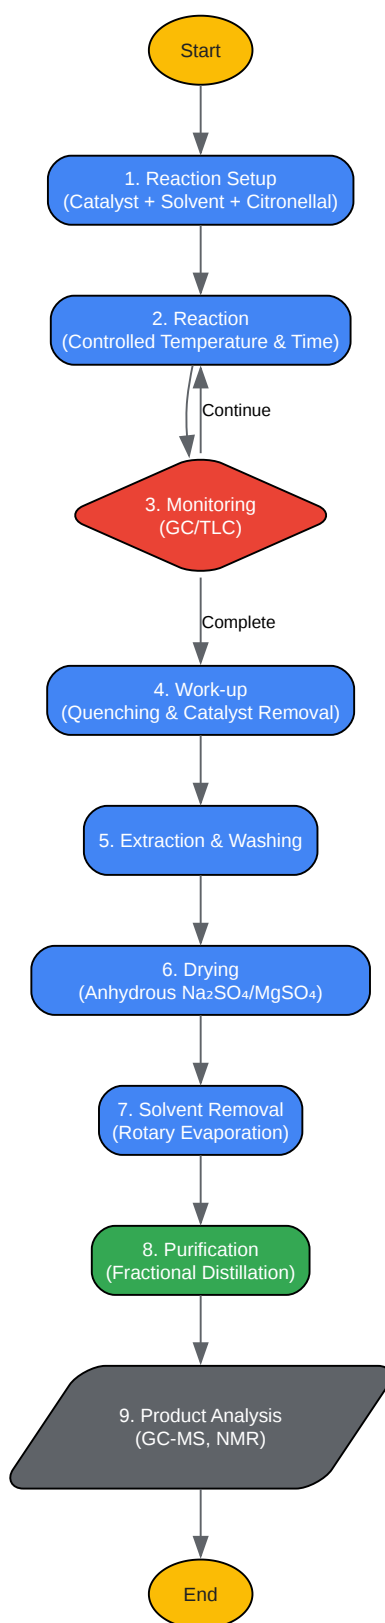 Start
1. Reaction Setup
(Catalyst + Solvent + Citronellal)
2. Reaction
(Controlled Temperature & Time)
Continue
3. Monitoring
(GC/TLC)
Complete
4. Work-up
(Quenching & Catalyst Removal)
5. Extraction & Washing
6. Drying
(Anhydrous Na₂SO₄/MgSO₄)
7. Solvent Removal
(Rotary Evaporation)
8. Purification
(Fractional Distillation)
9. Product Analysis
(GC-MS, NMR)
End